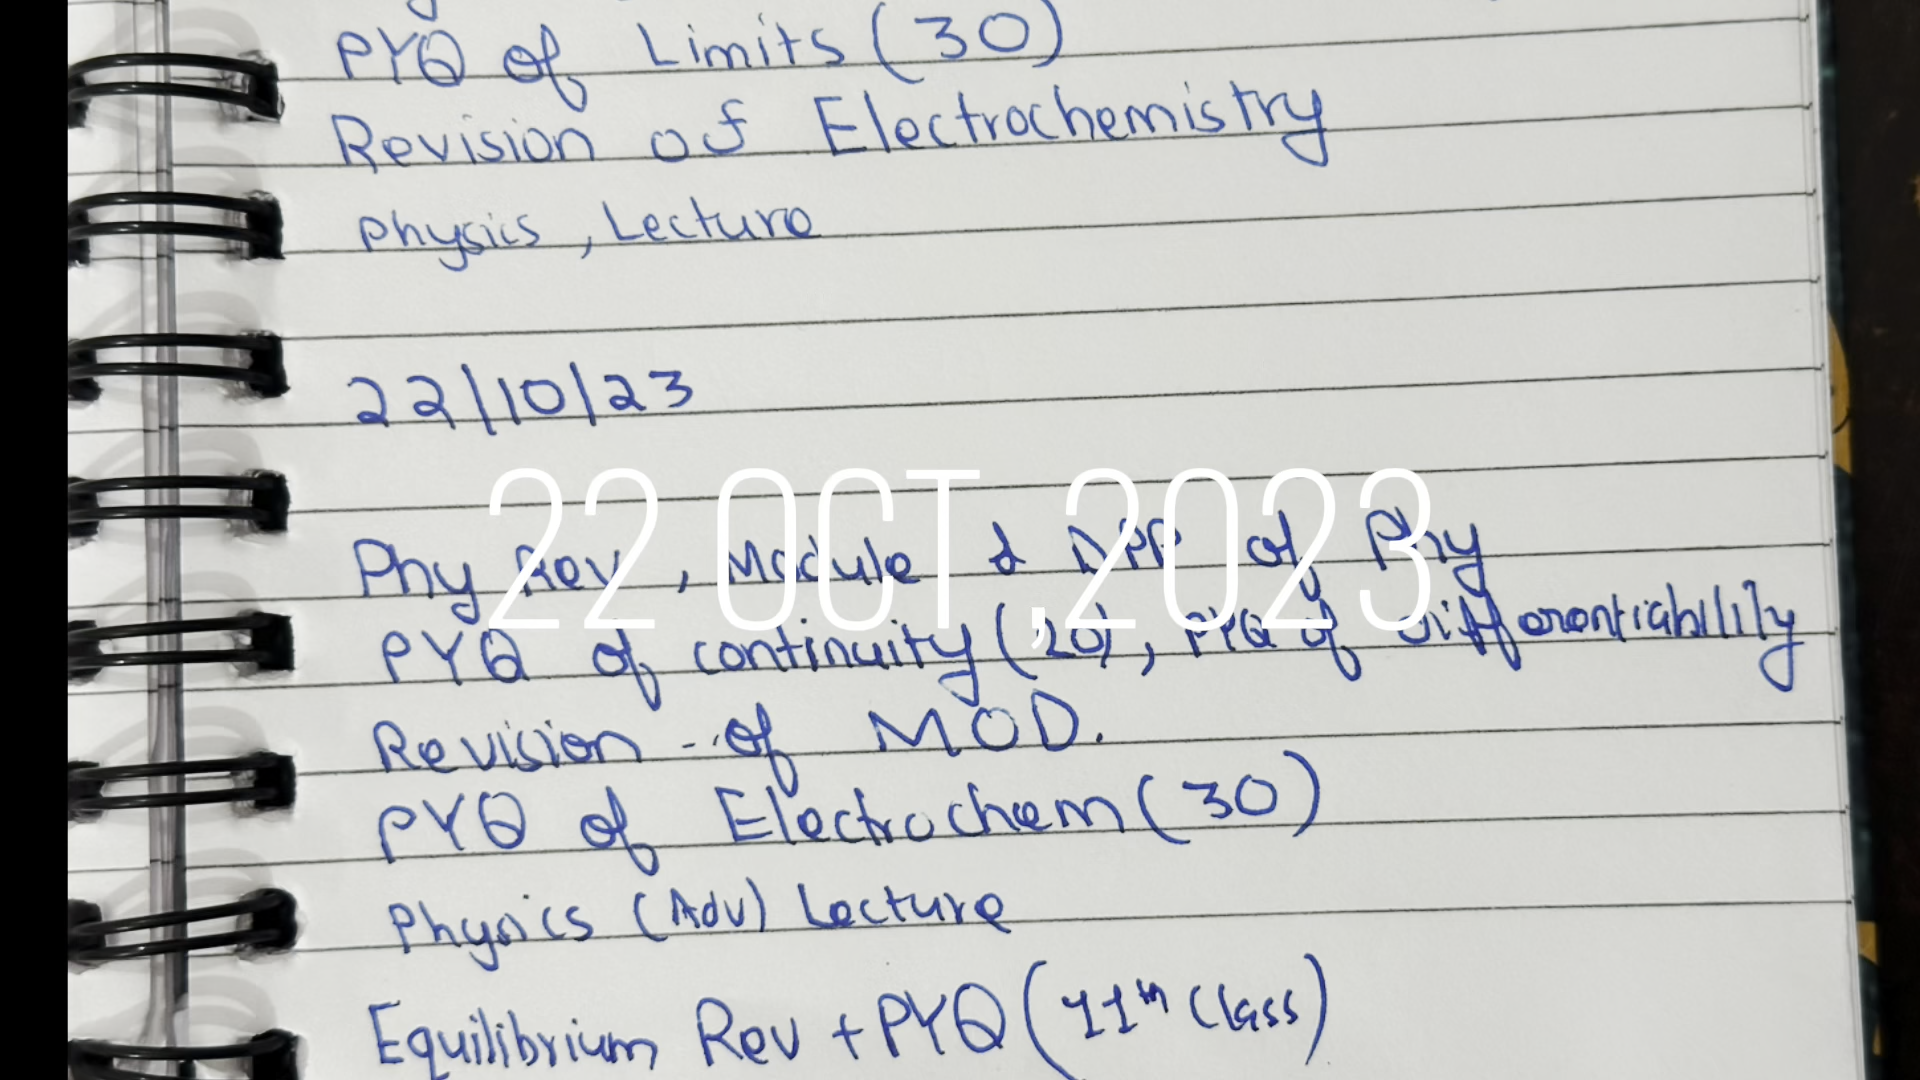 PYQ of Limits (30)
Revision of Electrochemistry
Physics, Lecture
22/10/23
22 OCT, 2023
Phy Rev, Module & DPP of Phy
PYQ of continuity (20), PYQ of Differentiability
Revision of MOD.
PYQ of Electrochem (30)
Physics (Adv) Lecture
Equilibrium Rev + PYQ (11th Class)